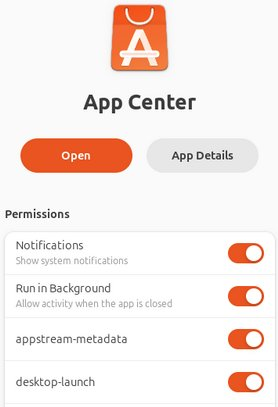 App Center
Open
App Details
Permissions
Notifications
Show system notifications
Run in Background
Allow activity when the app is closed
appstream-metadata
desktop-launch